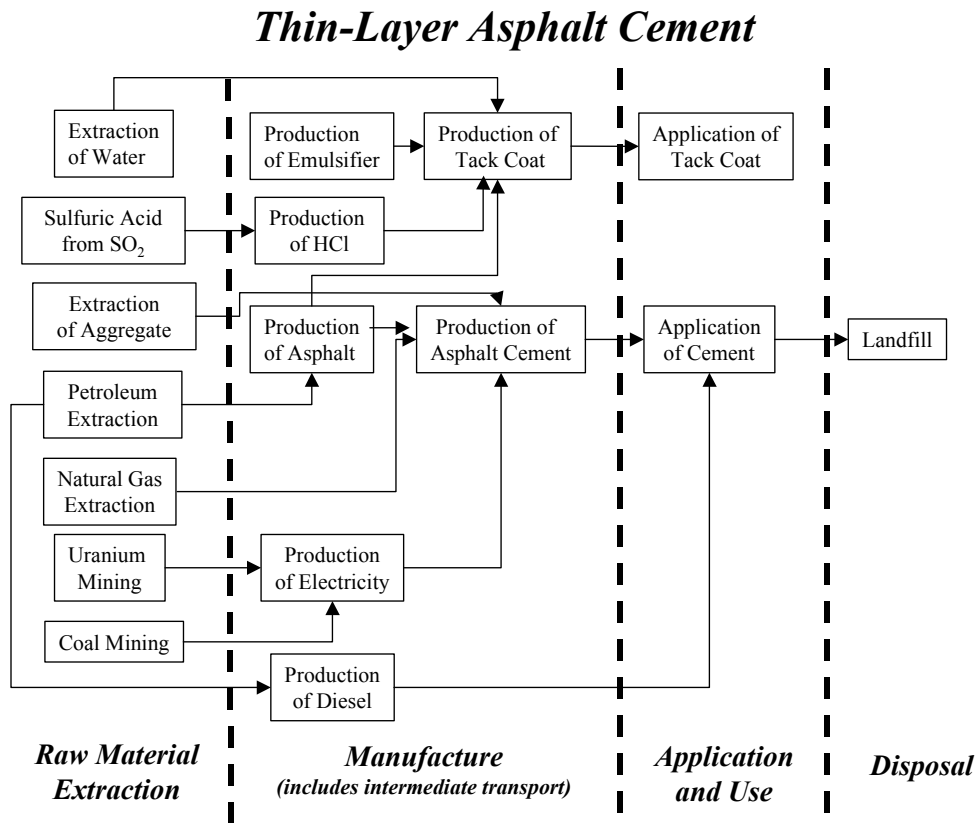 Thin-Layer Asphalt Cement
Extraction
of Water
Production
of Emulsifier
Production of
Tack Coat
Application of
Tack Coat
Sulfuric Acid
from SO₂
Production
of HCl
Extraction
of Aggregate
Production
of Asphalt
Production of
Asphalt Cement
Application
of Cement
Landfill
Petroleum
Extraction
Natural Gas
Extraction
Uranium
Mining
Production
of Electricity
Coal Mining
Production
of Diesel
Raw Material
Extraction
Manufacture
(includes intermediate transport)
Application
and Use
Disposal